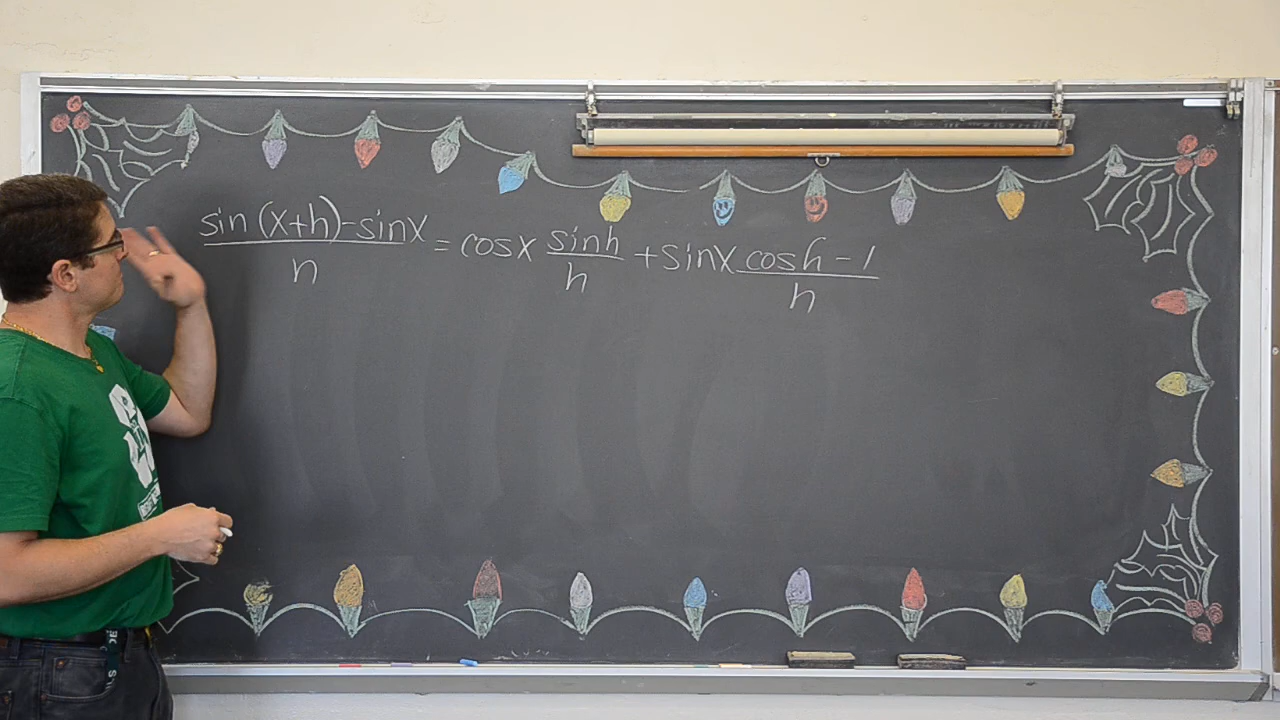 sin (x+h) - sinx / h = cosx sinh / h + sinx cosh - 1 / h